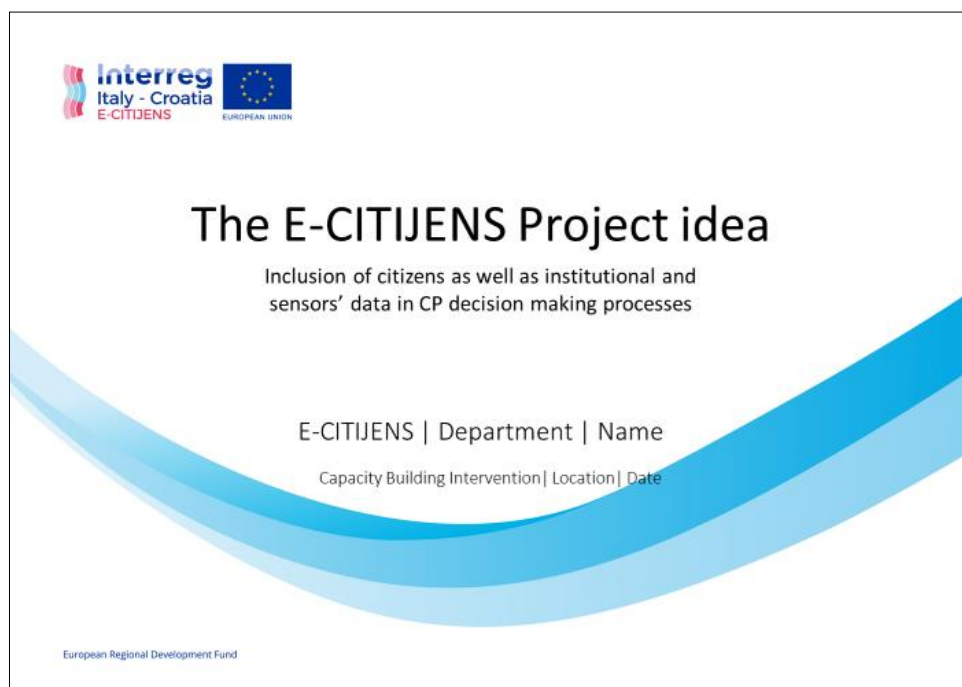 Interreg
Italy - Croatia
E-CITIJENS
EUROPEAN UNION
The E-CITIJENS Project idea
Inclusion of citizens as well as institutional and
sensors’ data in CP decision making processes
E-CITIJENS | Department | Name
Capacity Building Intervention| Location| Date
European Regional Development Fund